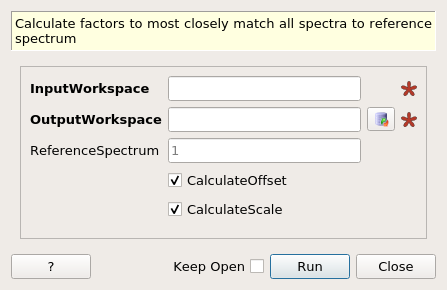 Calculate factors to most closely match all spectra to reference
spectrum
InputWorkspace
OutputWorkspace
ReferenceSpectrum 1
CalculateOffset
CalculateScale
? Keep Open Run Close